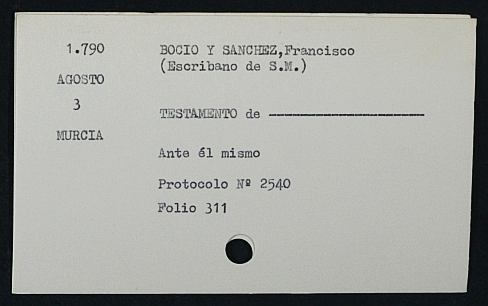 1.790
AGOSTO
3
MURCIA
BOCIO Y SANCHEZ,Francisco
(Escribano de S.M.)
TESTAMENTO de --------------------
Ante él mismo
Protocolo Nº 2540
Folio 311